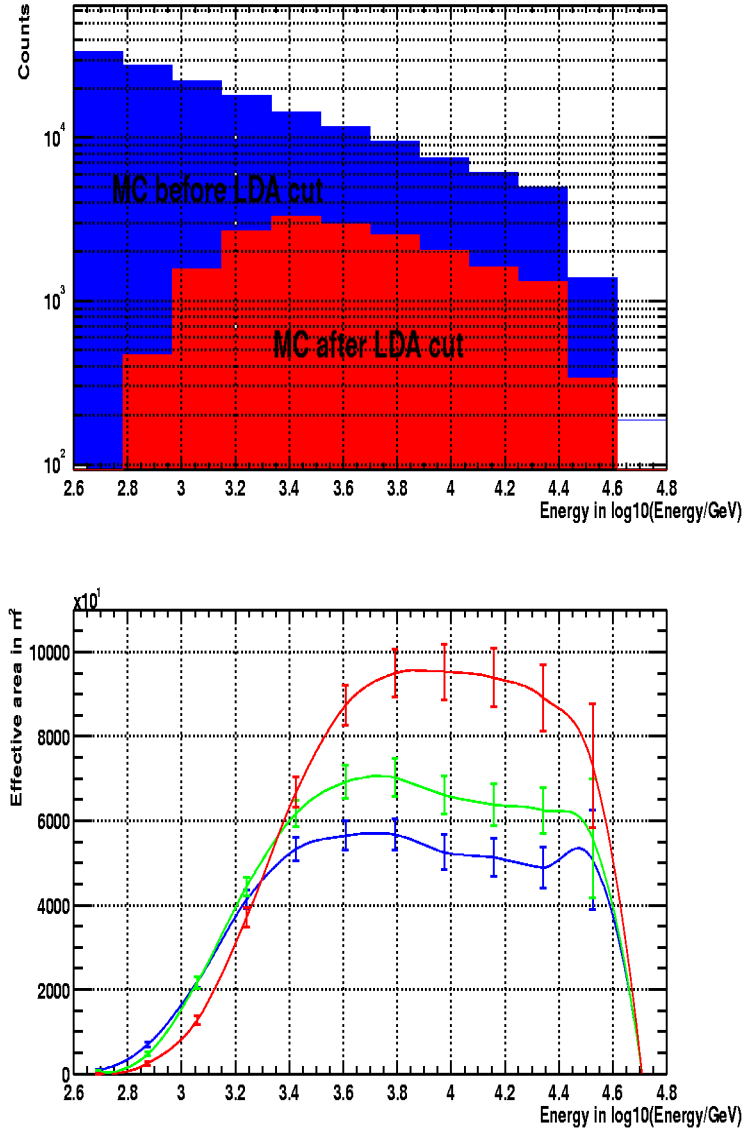 Counts
10^4
10^3
10^2
MC before LDA cut
MC after LDA cut
2.6 2.8 3 3.2 3.4 3.6 3.8 4 4.2 4.4 4.6 4.8
Energy in log10(Energy/GeV)
x10^1
Effective area in m^2
10000
8000
6000
4000
2000
0
2.6 2.8 3 3.2 3.4 3.6 3.8 4 4.2 4.4 4.6 4.8
Energy in log10(Energy/GeV)